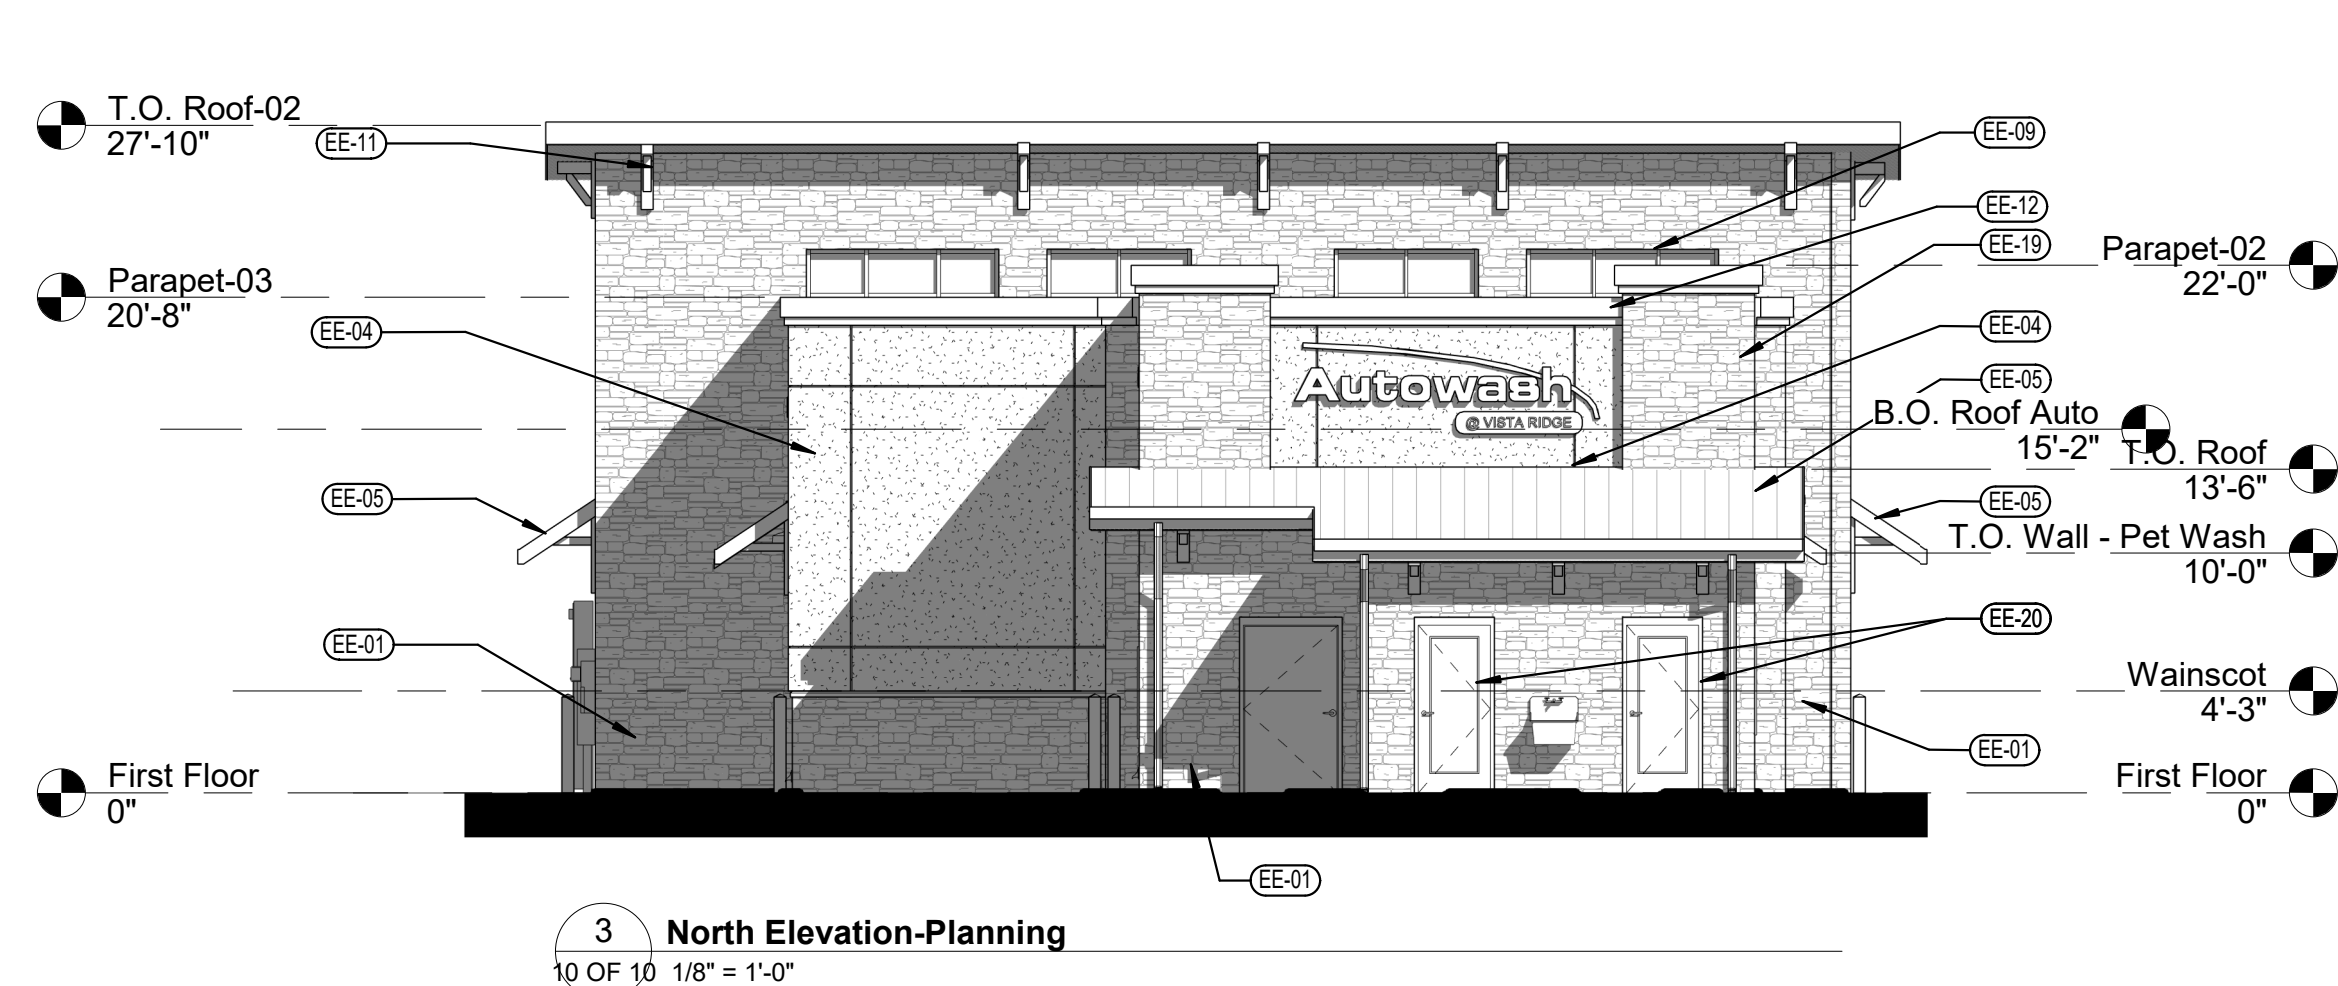 T.O. Roof-02
27'-10"
EE-11
EE-09
EE-12
EE-19
Parapet-02
22'-0"
Parapet-03
20'-8"
EE-04
EE-04
EE-05
Autowash
@ VISTA RIDGE
B.O. Roof Auto
15'-2"
T.O. Roof
13'-6"
EE-05
EE-05
T.O. Wall - Pet Wash
10'-0"
EE-20
EE-01
Wainscot
4'-3"
EE-01
First Floor
0"
First Floor
0"
EE-01
3
North Elevation-Planning
10 OF 10
1/8" = 1'-0"